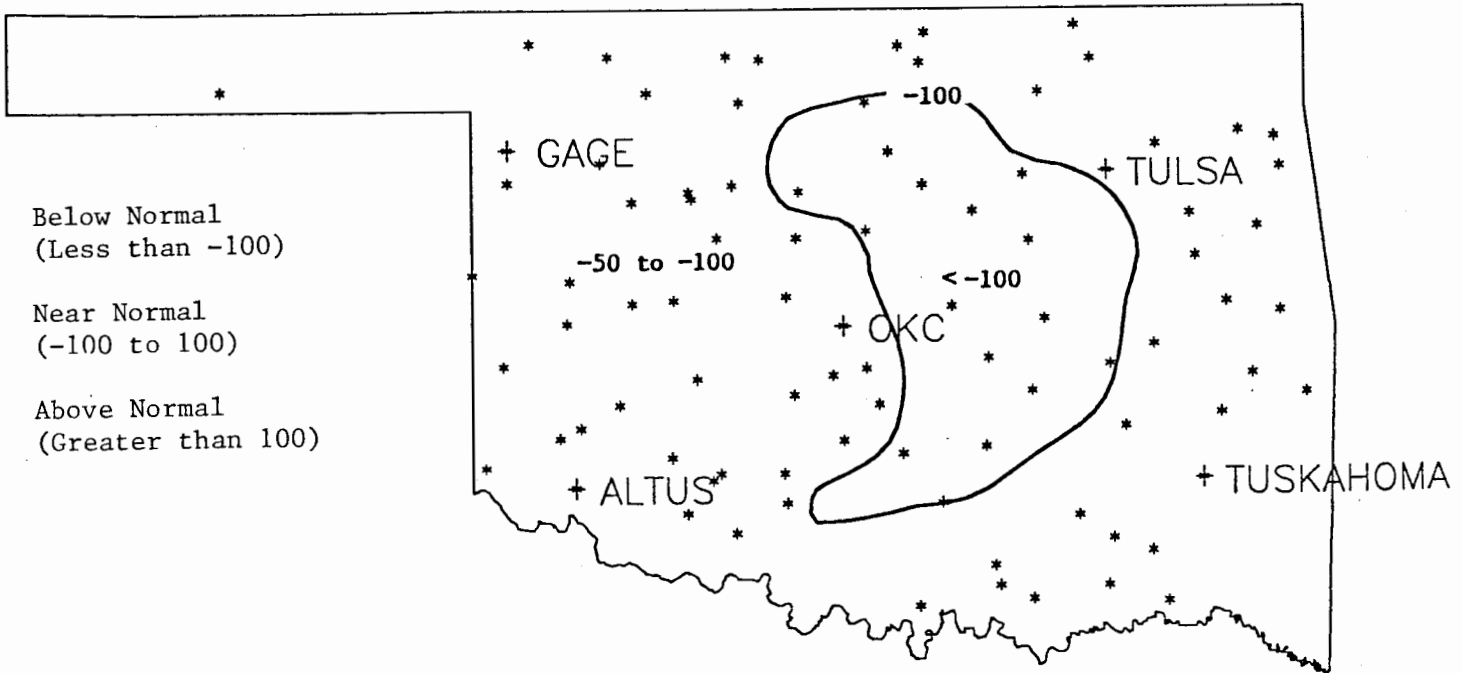 -100
GAGE
TULSA
Below Normal
(Less than -100)
-50 to -100
< -100
Near Normal
(-100 to 100)
OKC
Above Normal
(Greater than 100)
ALTUS
TUSKAHOMA